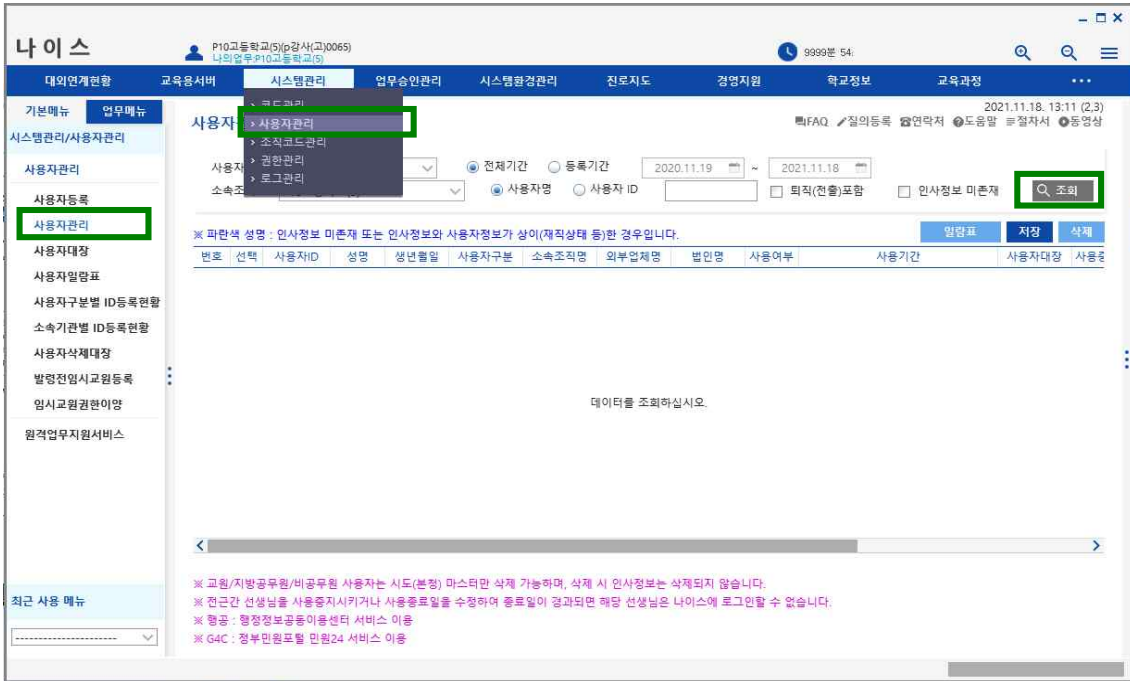 나이스
P10고등학교(5)(p강사(고)0065)
나의업무:P10고등학교(5)
9999분 54
대외연계현황 교육용서버 시스템관리 업무승인관리 시스템환경관리 진로지도 경영지원 학교정보 교육과정 •••
기본메뉴 업무메뉴
› 코드관리
› 사용자관리
› 조직코드관리
› 권한관리
› 로그관리
2021.11.18. 13:11 (2,3)
사용자
FAQ 질의등록 연락처 도움말 절차서 동영상
시스템관리/사용자관리
사용자관리
사용자등록
사용자관리
사용자대장
사용자일람표
사용자구분별 ID등록현황
소속기관별 ID등록현황
사용자삭제대장
발령전임시교원등록
임시교원권한이양
원격업무지원서비스
최근 사용 메뉴
----------------------
사용자 전체기간 등록기간 2020.11.19 ~ 2021.11.18
소속조 사용자명 사용자 ID 퇴직(전출)포함 인사정보 미존재 조회
※ 파란색 성명 : 인사정보 미존재 또는 인사정보와 사용자정보가 상이(재직상태 등)한 경우입니다.
일람표 저장 삭제
번호 선택 사용자ID 성명 생년월일 사용자구분 소속조직명 외부업체명 법인명 사용여부 사용기간 사용자대장 사용중
데이터를 조회하십시오.
※ 교원/지방공무원/비공무원 사용자는 시도(본청) 마스터만 삭제 가능하며, 삭제 시 인사정보는 삭제되지 않습니다.
※ 전근간 선생님을 사용중지시키거나 사용종료일을 수정하여 종료일이 경과되면 해당 선생님은 나이스에 로그인할 수 없습니다.
※ 행공 : 행정정보공동이용센터 서비스 이용
※ G4C : 정부민원포털 민원24 서비스 이용